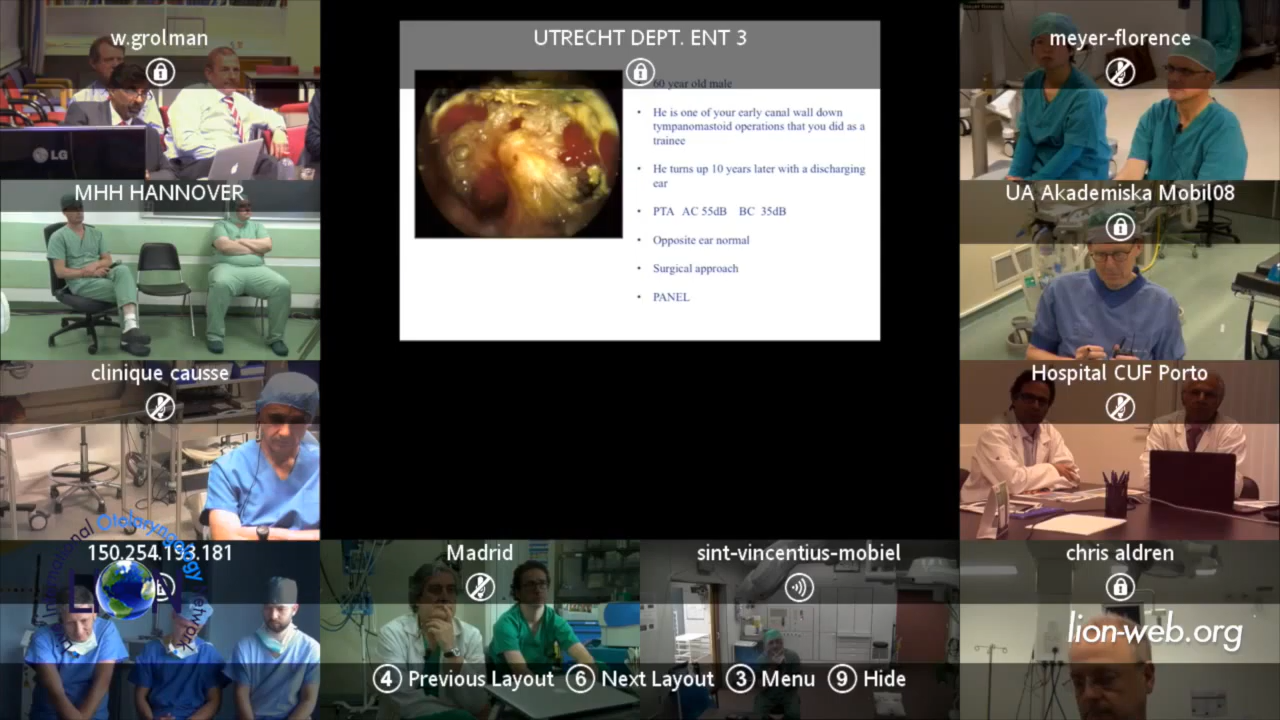 w.grolman
UTRECHT DEPT. ENT 3
meyer-florence
60 year old male
• He is one of your early canal wall down
tympanomastoid operations that you did as a
trainee
• He turns up 10 years later with a discharging
ear
• PTA AC 55dB BC 35dB
• Opposite ear normal
• Surgical approach
• PANEL
LG
MHH HANNOVER
UA Akademiska Mobil08
clinique causse
Hospital CUF Porto
International Otolaryngology Network
150.254.193.181
Madrid
sint-vincentius-mobiel
chris aldren
lion-web.org
4 Previous Layout 6 Next Layout 3 Menu 9 Hide